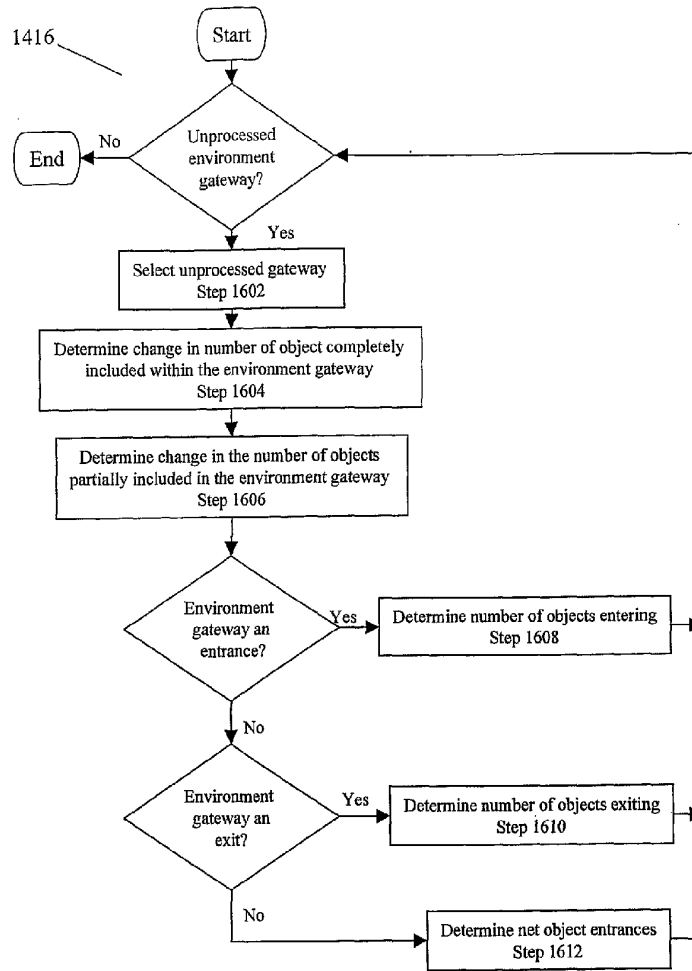 1416
Start
Unprocessed
environment
gateway?
No
End
Yes
Select unprocessed gateway
Step 1602
Determine change in number of object completely
included within the environment gateway
Step 1604
Determine change in the number of objects
partially included in the environment gateway
Step 1606
Environment
gateway an
entrance?
Yes
Determine number of objects entering
Step 1608
No
Environment
gateway an
exit?
Yes
Determine number of objects exiting
Step 1610
No
Determine net object entrances
Step 1612